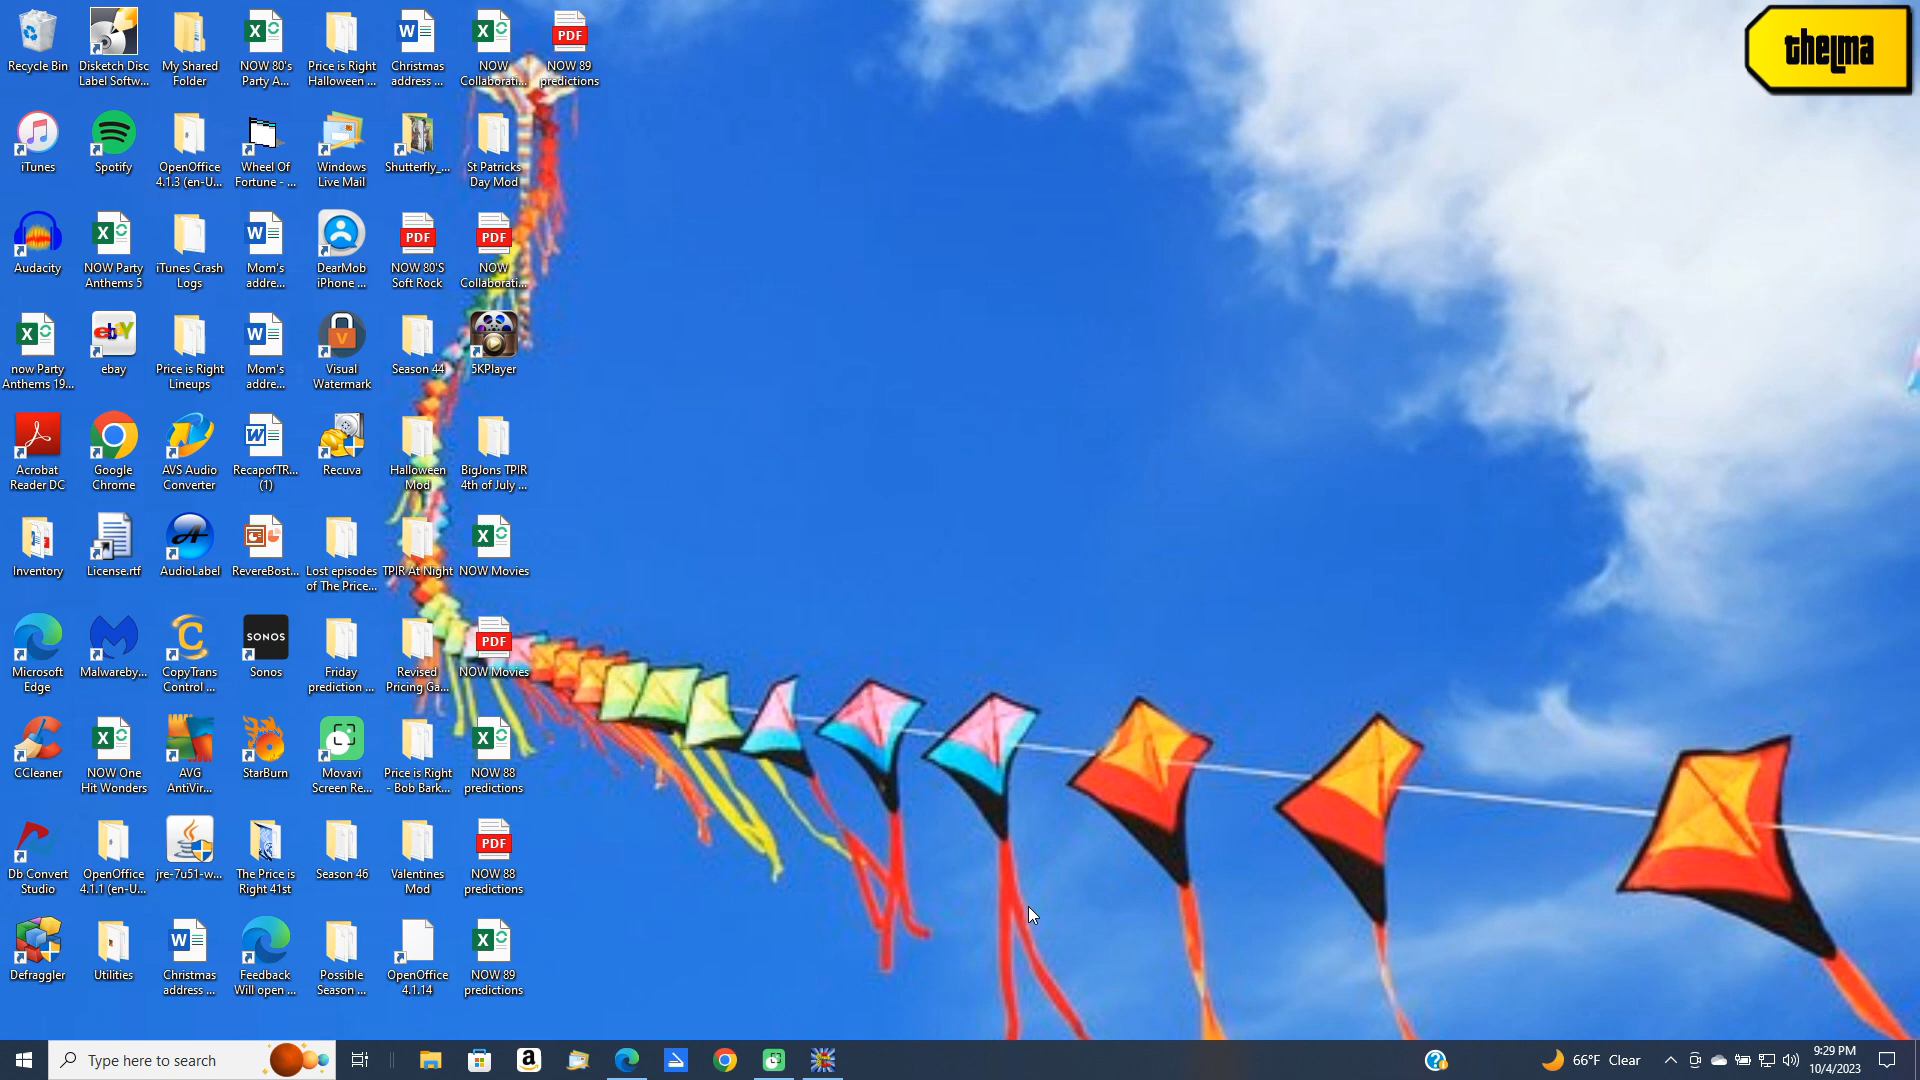 thelma
Recycle Bin
Disketch Disc
Label Softw...
My Shared
Folder
NOW 80's
Party A...
Price is Right
Halloween ...
Christmas
address ...
NOW
Collaborati...
NOW 89
predictions
iTunes
Spotify
OpenOffice
4.1.3 (en-U...
Wheel Of
Fortune - ...
Windows
Live Mail
Shutterfly_...
St Patricks
Day Mod
Audacity
NOW Party
Anthems 5
iTunes Crash
Logs
Mom's
addre...
DearMob
iPhone ...
PDF
NOW 80'S
Soft Rock
PDF
NOW
Collaborati...
now Party
Anthems 19...
ebay
Price is Right
Lineups
Mom's
addre...
Visual
Watermark
Season 44
5KPlayer
Acrobat
Reader DC
Google
Chrome
AVS Audio
Converter
RecapofTR...
(1)
Recuva
Halloween
Mod
BigJons TPIR
4th of July ...
Inventory
License.rtf
AudioLabel
RevereBost...
Lost episodes
of The Price...
TPIR At Night
NOW Movies
Microsoft
Edge
Malwareby...
CopyTrans
Control ...
SONOS
Sonos
Friday
prediction ...
Revised
Pricing Ga...
PDF
NOW Movies
CCleaner
NOW One
Hit Wonders
AVG
AntiVir...
StarBurn
Movavi
Screen Re...
Price is Right
- Bob Bark...
NOW 88
predictions
Db Convert
Studio
OpenOffice
4.1.1 (en-U...
jre-7u51-w...
The Price is
Right 41st
Season 46
Valentines
Mod
PDF
NOW 88
predictions
Defraggler
Utilities
Christmas
address ...
Feedback
Will open ...
Possible
Season ...
OpenOffice
4.1.14
NOW 89
predictions
Type here to search
66°F Clear
9:29 PM
10/4/2023